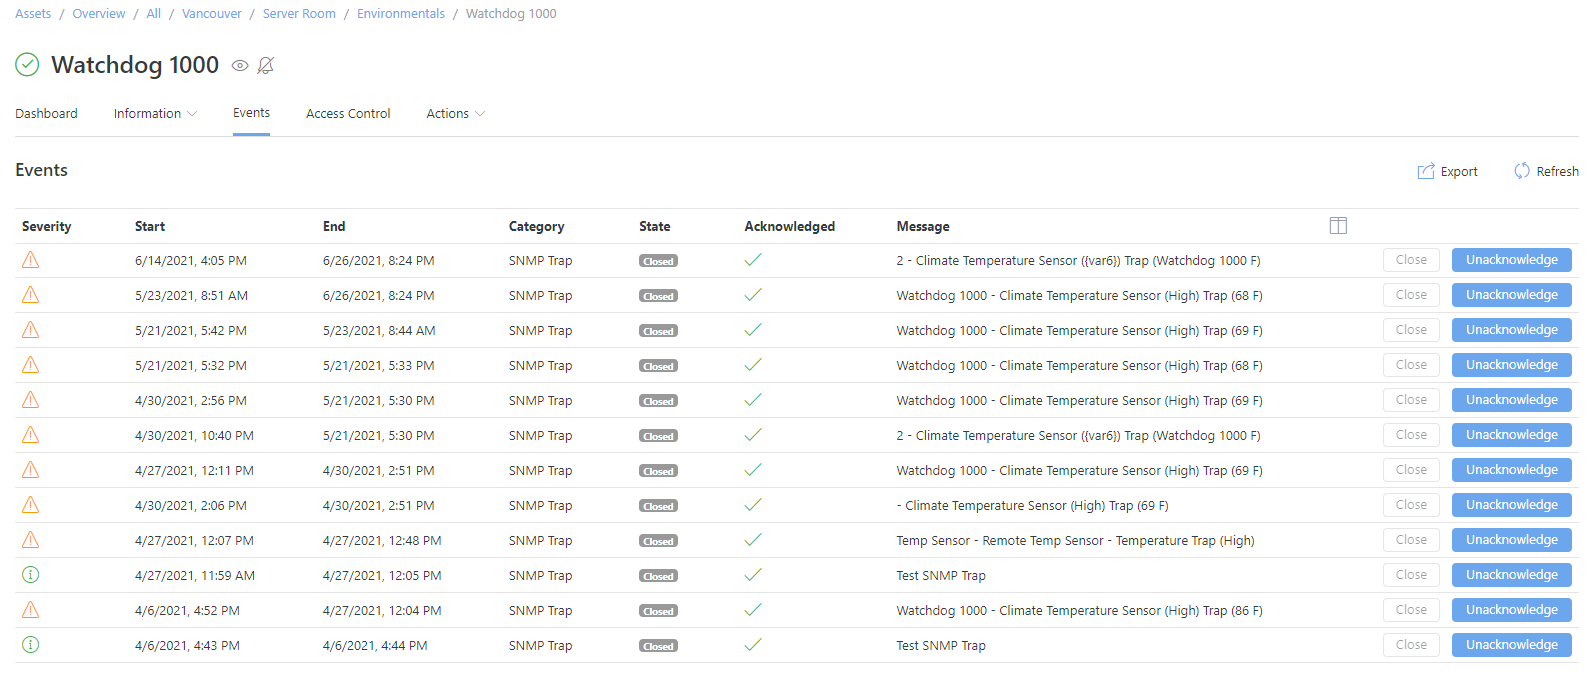 Assets / Overview / All / Vancouver / Server Room / Environmentals / Watchdog 1000
Watchdog 1000
Dashboard Information Events Access Control Actions
Events Export Refresh
Severity Start End Category State Acknowledged Message
6/14/2021, 4:05 PM 6/26/2021, 8:24 PM SNMP Trap Closed 2 - Climate Temperature Sensor ({var6}) Trap (Watchdog 1000 F) Close Unacknowledge
5/23/2021, 8:51 AM 6/26/2021, 8:24 PM SNMP Trap Closed Watchdog 1000 - Climate Temperature Sensor (High) Trap (68 F) Close Unacknowledge
5/21/2021, 5:42 PM 5/23/2021, 8:44 AM SNMP Trap Closed Watchdog 1000 - Climate Temperature Sensor (High) Trap (69 F) Close Unacknowledge
5/21/2021, 5:32 PM 5/21/2021, 5:33 PM SNMP Trap Closed Watchdog 1000 - Climate Temperature Sensor (High) Trap (68 F) Close Unacknowledge
4/30/2021, 2:56 PM 5/21/2021, 5:30 PM SNMP Trap Closed Watchdog 1000 - Climate Temperature Sensor (High) Trap (69 F) Close Unacknowledge
4/30/2021, 10:40 PM 5/21/2021, 5:30 PM SNMP Trap Closed 2 - Climate Temperature Sensor ({var6}) Trap (Watchdog 1000 F) Close Unacknowledge
4/27/2021, 12:11 PM 4/30/2021, 2:51 PM SNMP Trap Closed Watchdog 1000 - Climate Temperature Sensor (High) Trap (69 F) Close Unacknowledge
4/30/2021, 2:06 PM 4/30/2021, 2:51 PM SNMP Trap Closed - Climate Temperature Sensor (High) Trap (69 F) Close Unacknowledge
4/27/2021, 12:07 PM 4/27/2021, 12:48 PM SNMP Trap Closed Temp Sensor - Remote Temp Sensor - Temperature Trap (High) Close Unacknowledge
4/27/2021, 11:59 AM 4/27/2021, 12:05 PM SNMP Trap Closed Test SNMP Trap Close Unacknowledge
4/6/2021, 4:52 PM 4/27/2021, 12:04 PM SNMP Trap Closed Watchdog 1000 - Climate Temperature Sensor (High) Trap (86 F) Close Unacknowledge
4/6/2021, 4:43 PM 4/6/2021, 4:44 PM SNMP Trap Closed Test SNMP Trap Close Unacknowledge